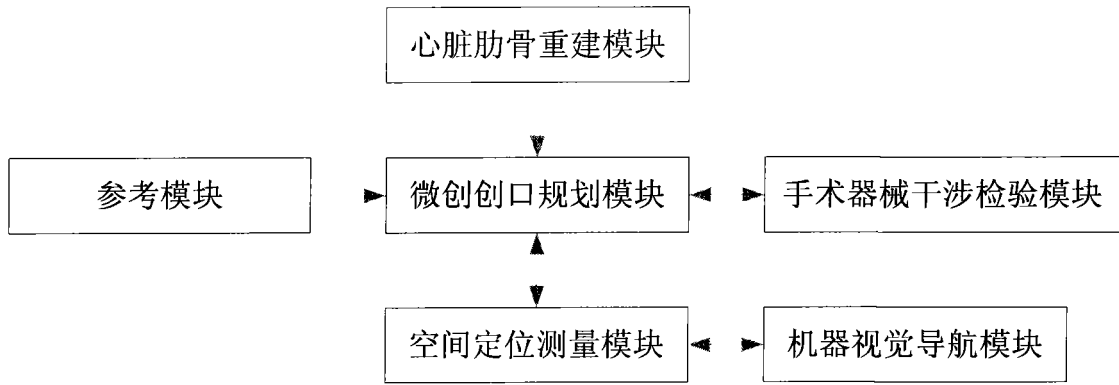 心脏肋骨重建模块
参考模块
微创创口规划模块
手术器械干涉检验模块
空间定位测量模块
机器视觉导航模块